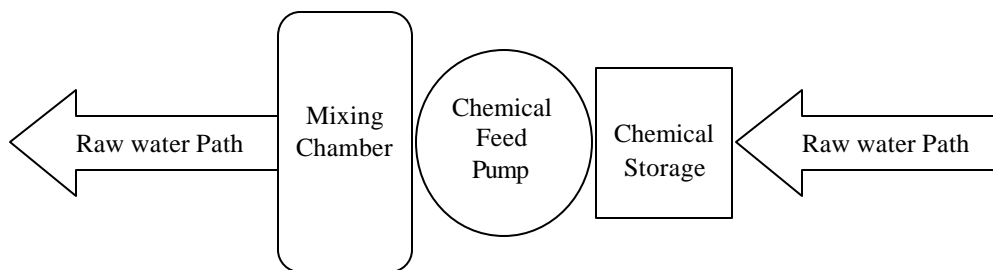 Raw water Path
Mixing
Chamber
Chemical
Feed
Pump
Chemical
Storage
Raw water Path